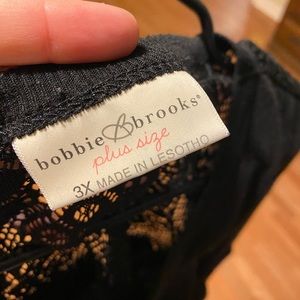 bobbie brooks®
plus size
3X MADE IN LESOTHO